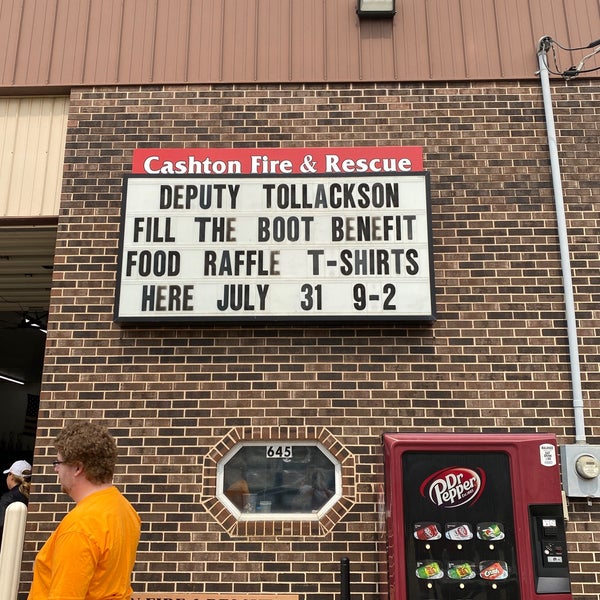 Cashton Fire & Rescue
DEPUTY TOLLACKSON
FILL THE BOOT BENEFIT
FOOD RAFFLE T-SHIRTS
HERE JULY 31 9-2
645
Dr
Pepper